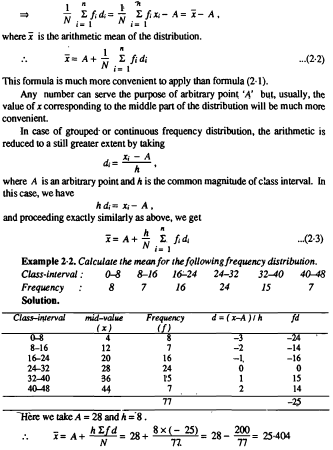 ⇒ 1/N Σ(i=1 to n) fi di = 1/N Σ(i=1 to n) fi xi – A = x̄ – A ,
where x̄ is the arithmetic mean of the distribution.
∴ x̄ = A + 1/N Σ(i=1 to n) fi di ...(2·2)
This formula is much more convenient to apply than formula (2·1).
Any number can serve the purpose of arbitrary point 'A' but, usually, the
value of x corresponding to the middle part of the distribution will be much more
convenient.
In case of grouped or continuous frequency distribution, the arithmetic is
reduced to a still greater extent by taking
di = (xi – A)/h ,
where A is an arbitrary point and h is the common magnitude of class interval. In
this case, we have
h di = xi – A ,
and proceeding exactly similarly as above, we get
x̄ = A + h/N Σ(i=1 to n) fi di ...(2·3)
Example 2·2. Calculate the mean for the following frequency distribution.
Class-interval : 0–8 8–16 16–24 24–32 32–40 40–48
Frequency : 8 7 16 24 15 7
Solution.
Class-interval mid-value (x) Frequency (f) d = (x–A) / h fd
0–8 4 8 –3 –24
8–16 12 7 –2 –14
16–24 20 16 –1 –16
24–32 28 24 0 0
32–40 36 15 1 15
40–48 44 7 2 14
77 –25
Here we take A = 28 and h = 8 .
∴ x̄ = A + h Σfd / N = 28 + 8 × (– 25) / 77 = 28 – 200/77 = 25·404